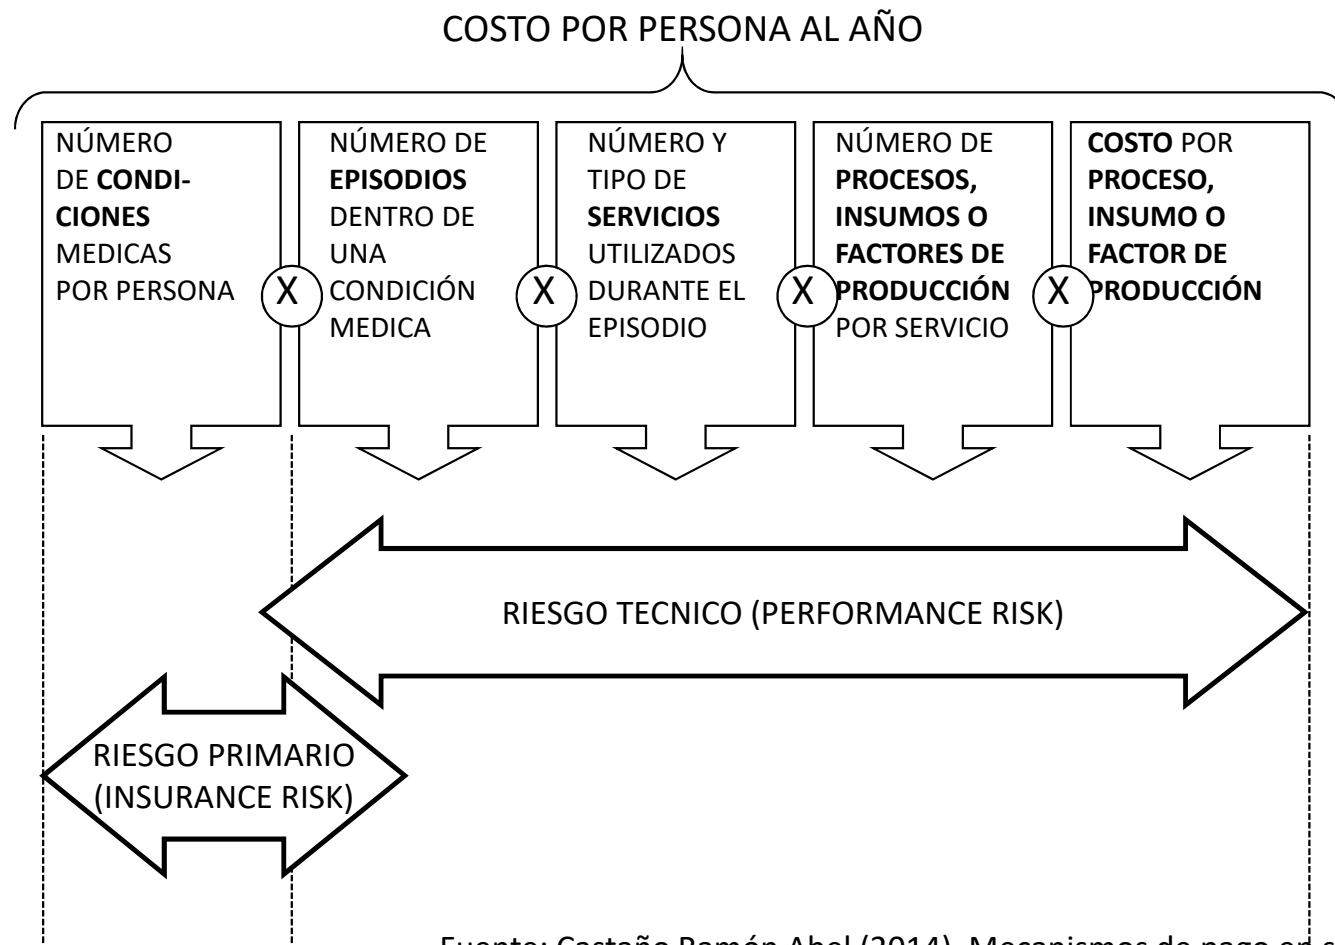 COSTO POR PERSONA AL AÑO
NÚMERO
DE CONDI-
CIONES
MEDICAS
POR PERSONA
X
NÚMERO DE
EPISODIOS
DENTRO DE
UNA
CONDICIÓN
MEDICA
X
NÚMERO Y
TIPO DE
SERVICIOS
UTILIZADOS
DURANTE EL
EPISODIO
X
NÚMERO DE
PROCESOS,
INSUMOS O
FACTORES DE
PRODUCCIÓN
POR SERVICIO
X
COSTO POR
PROCESO,
INSUMO O
FACTOR DE
PRODUCCIÓN
RIESGO TECNICO (PERFORMANCE RISK)
RIESGO PRIMARIO
(INSURANCE RISK)
Fuente: Castaño Ramón Abel (2014). Mecanismos de pago en